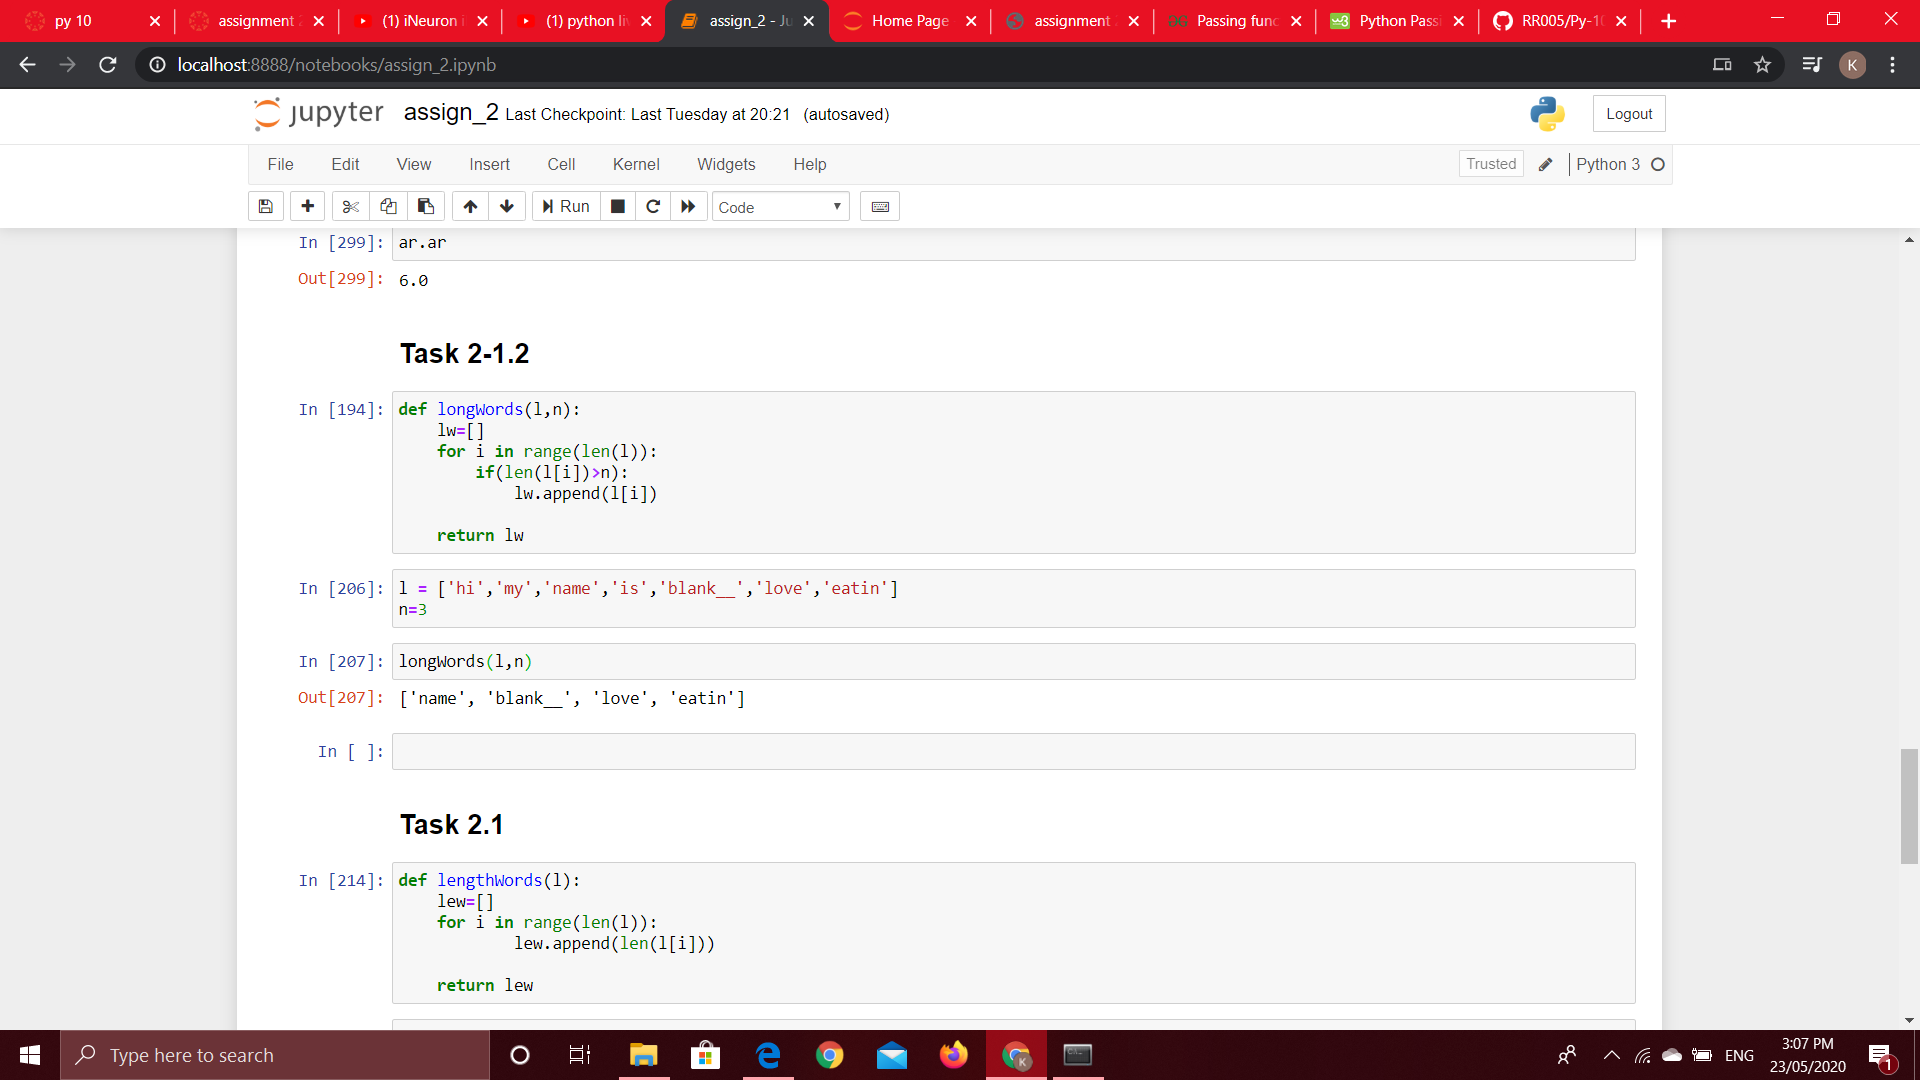 py 10
assignment 2
(1) iNeuron i
(1) python li
assign_2 - Ju
Home Page
assignment
Passing func
Python Passi
RR005/Py-10
localhost:8888/notebooks/assign_2.ipynb
K
jupyter assign_2 Last Checkpoint: Last Tuesday at 20:21 (autosaved)
Logout
File Edit View Insert Cell Kernel Widgets Help
Trusted Python 3
Run Code
In [299]: ar.ar
Out[299]: 6.0
Task 2-1.2
In [194]: def longWords(l,n):
lw=[]
for i in range(len(l)):
if(len(l[i])>n):
lw.append(l[i])
return lw
In [206]: l = ['hi','my','name','is','blank__','love','eatin']
n=3
In [207]: longWords(l,n)
Out[207]: ['name', 'blank__', 'love', 'eatin']
In [ ]:
Task 2.1
In [214]: def lengthWords(l):
lew=[]
for i in range(len(l)):
lew.append(len(l[i]))
return lew
Type here to search
ENG
3:07 PM
23/05/2020
1